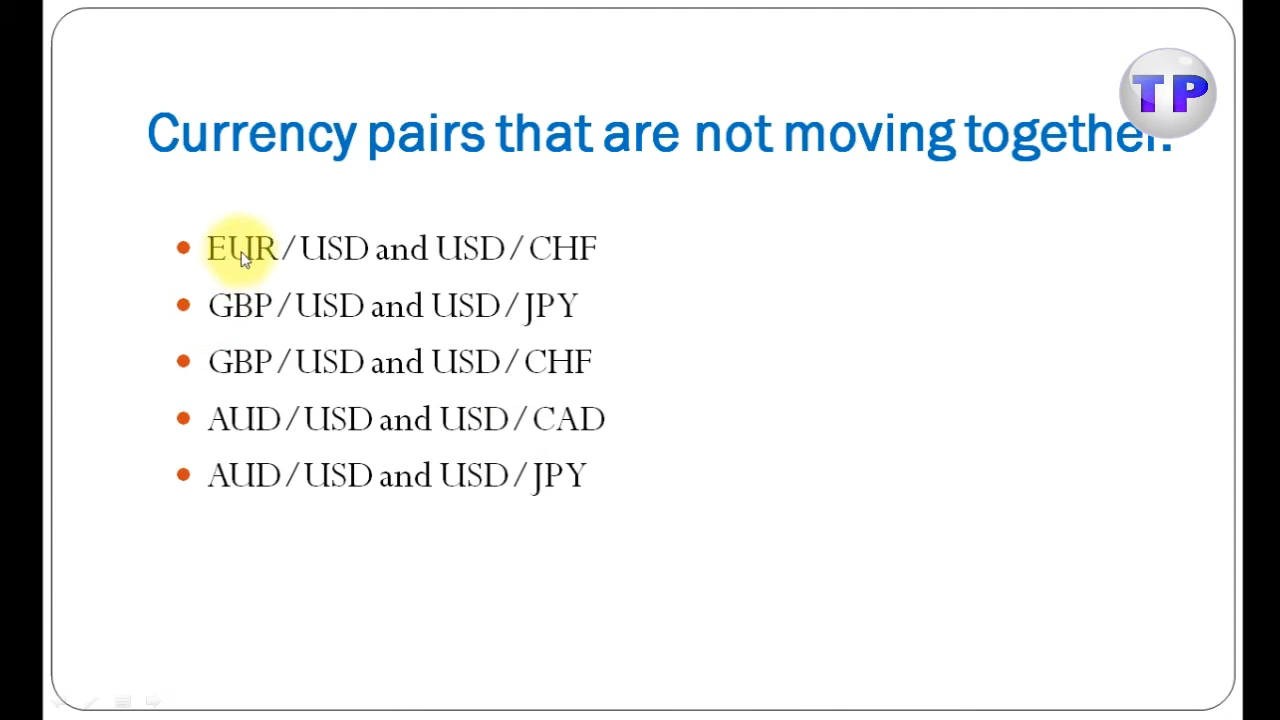 TP
Currency pairs that are not moving together.
EUR/USD and USD/CHF
GBP/USD and USD/JPY
GBP/USD and USD/CHF
AUD/USD and USD/CAD
AUD/USD and USD/JPY